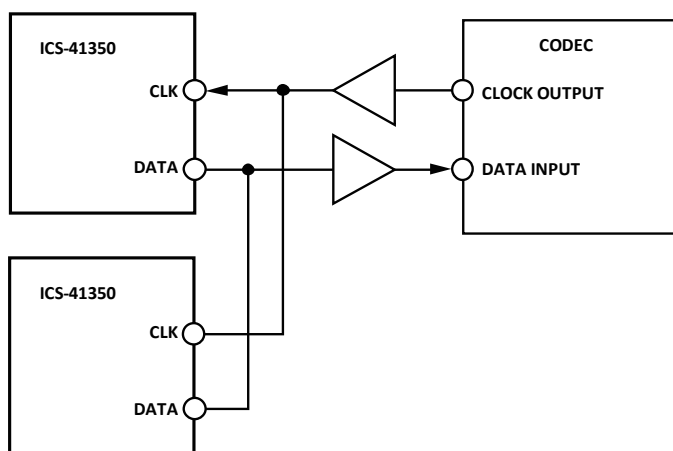 ICS-41350
CLK
DATA
CODEC
CLOCK OUTPUT
DATA INPUT
ICS-41350
CLK
DATA